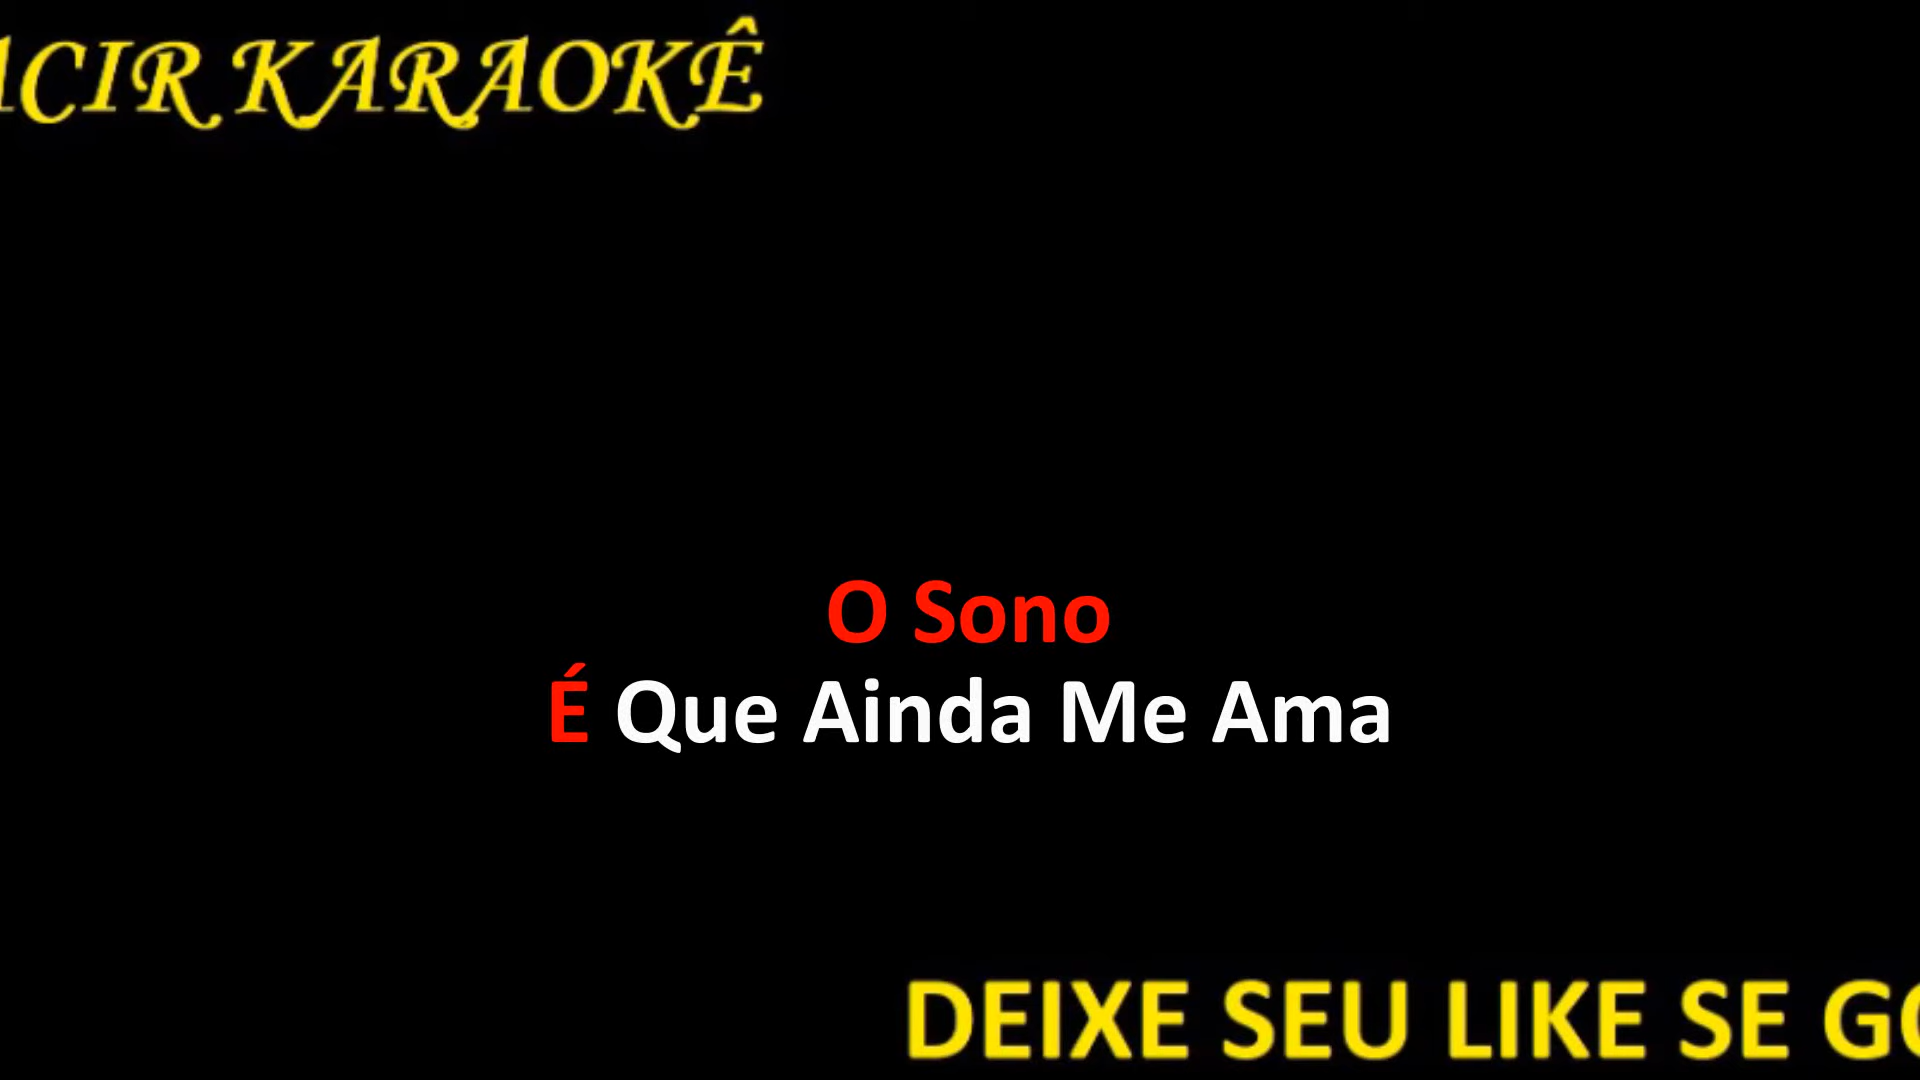 CIR KARAOKÊ
O Sono
É Que Ainda Me Ama
DEIXE SEU LIKE SE